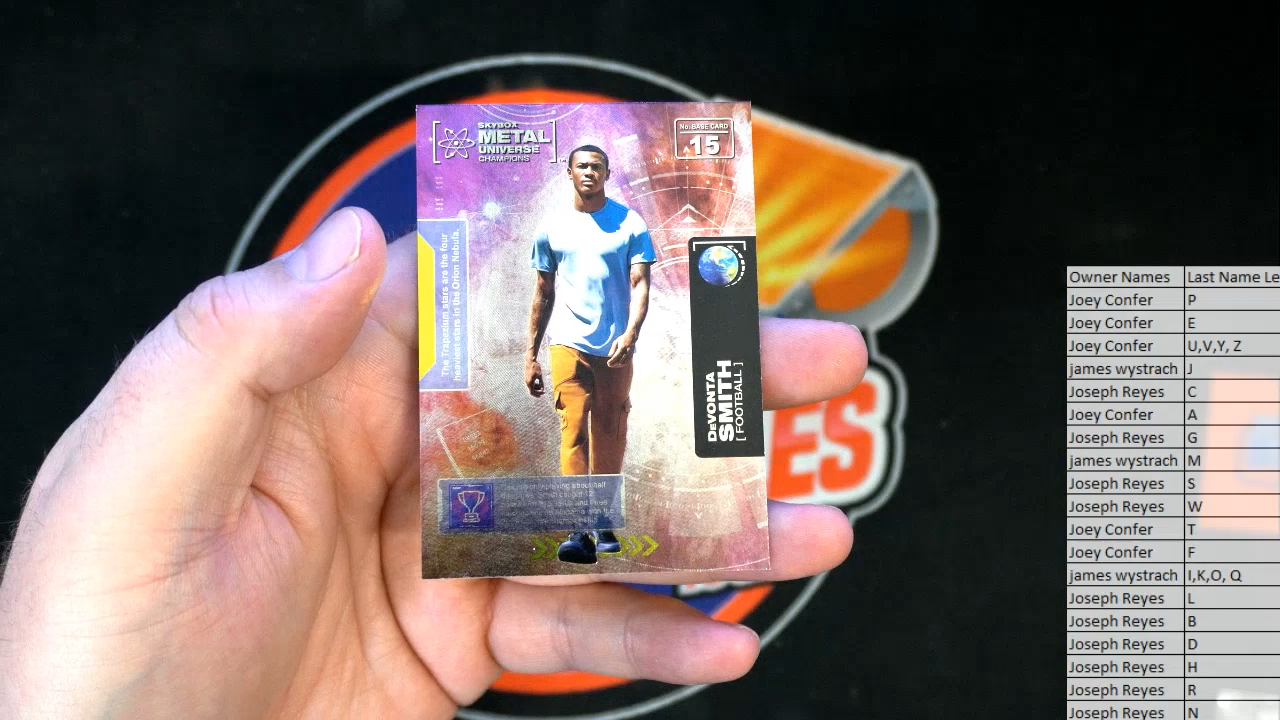 SKYBOX
METAL
UNIVERSE
CHAMPIONS
No. BASE CARD
15
The Trapezium stars are the four
heaviest stars in the Orion Nebula.
DeVONTA
SMITH
[ FOOTBALL ]
about half
ES
Owner Names Last Name Le
Joey Confer P
Joey Confer E
Joey Confer U,V,Y, Z
james wystrach J
Joseph Reyes C
Joey Confer A
Joseph Reyes G
james wystrach M
Joseph Reyes S
Joseph Reyes W
Joey Confer T
Joey Confer F
james wystrach I,K,O, Q
Joseph Reyes L
Joseph Reyes B
Joseph Reyes D
Joseph Reyes H
Joseph Reyes R
Joseph Reyes N